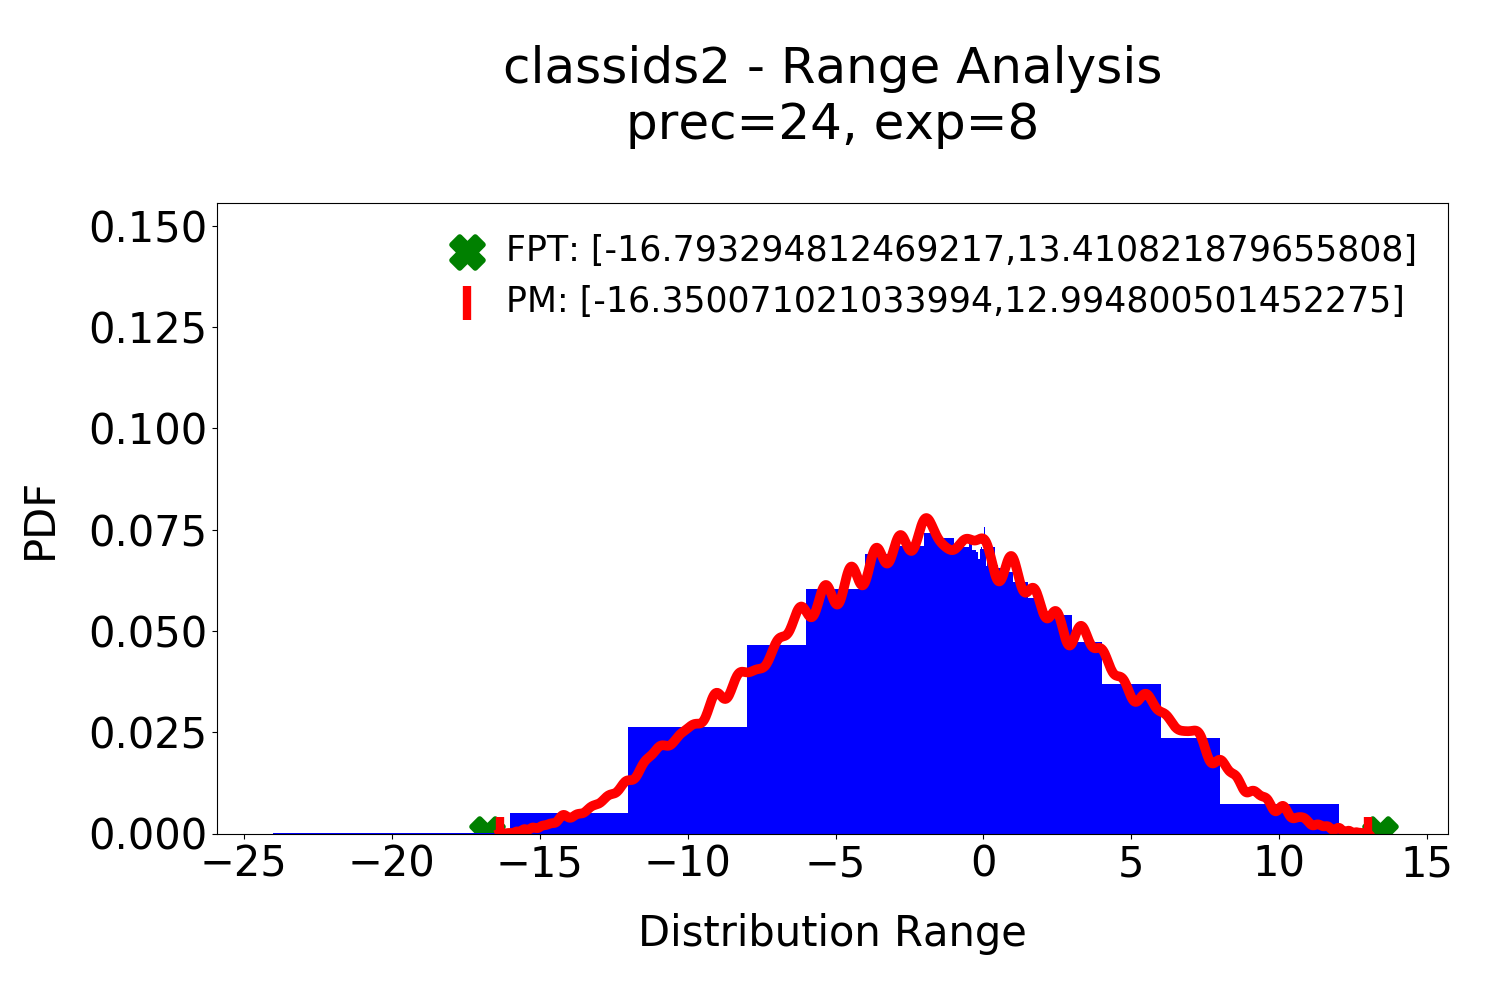 classids2 - Range Analysis
prec=24, exp=8
0.150
0.125
0.100
0.075
0.050
0.025
0.000
PDF
FPT: [-16.793294812469217,13.410821879655808]
PM: [-16.350071021033994,12.994800501452275]
−25 −20 −15 −10 −5 0 5 10 15
Distribution Range